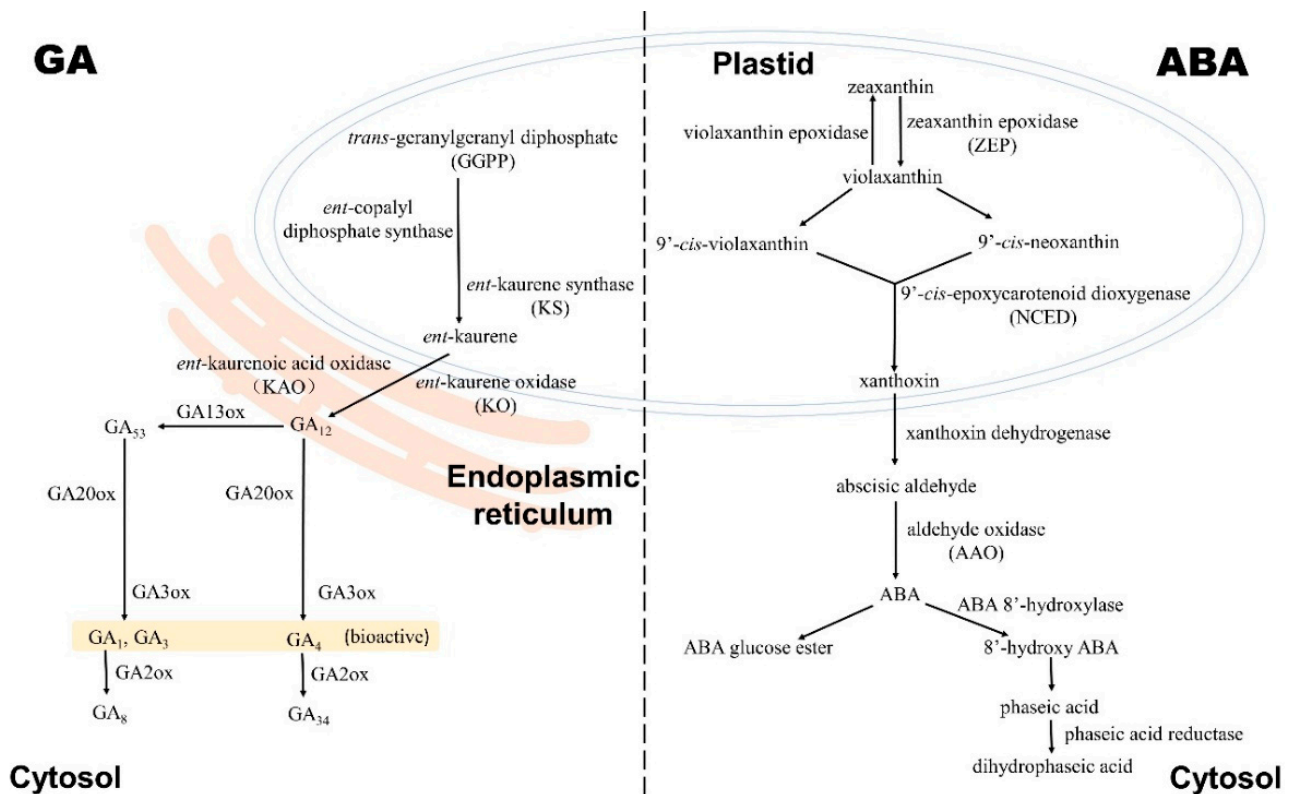 GA
trans-geranylgeranyl diphosphate
(GGPP)
ent-copalyl
diphosphate synthase
ent-kaurene synthase
(KS)
ent-kaurene
ent-kaurenoic acid oxidase
(KAO)
ent-kaurene oxidase
(KO)
GA13ox
GA53
GA12
GA20ox
GA20ox
Endoplasmic
reticulum
GA3ox
GA3ox
GA1, GA3
GA4
(bioactive)
GA2ox
GA2ox
GA8
GA34
Cytosol
Plastid
ABA
zeaxanthin
violaxanthin epoxidase
zeaxanthin epoxidase
(ZEP)
violaxanthin
9’-cis-violaxanthin
9’-cis-neoxanthin
9’-cis-epoxycarotenoid dioxygenase
(NCED)
xanthoxin
xanthoxin dehydrogenase
abscisic aldehyde
aldehyde oxidase
(AAO)
ABA
ABA 8’-hydroxylase
ABA glucose ester
8’-hydroxy ABA
phaseic acid
phaseic acid reductase
dihydrophaseic acid
Cytosol